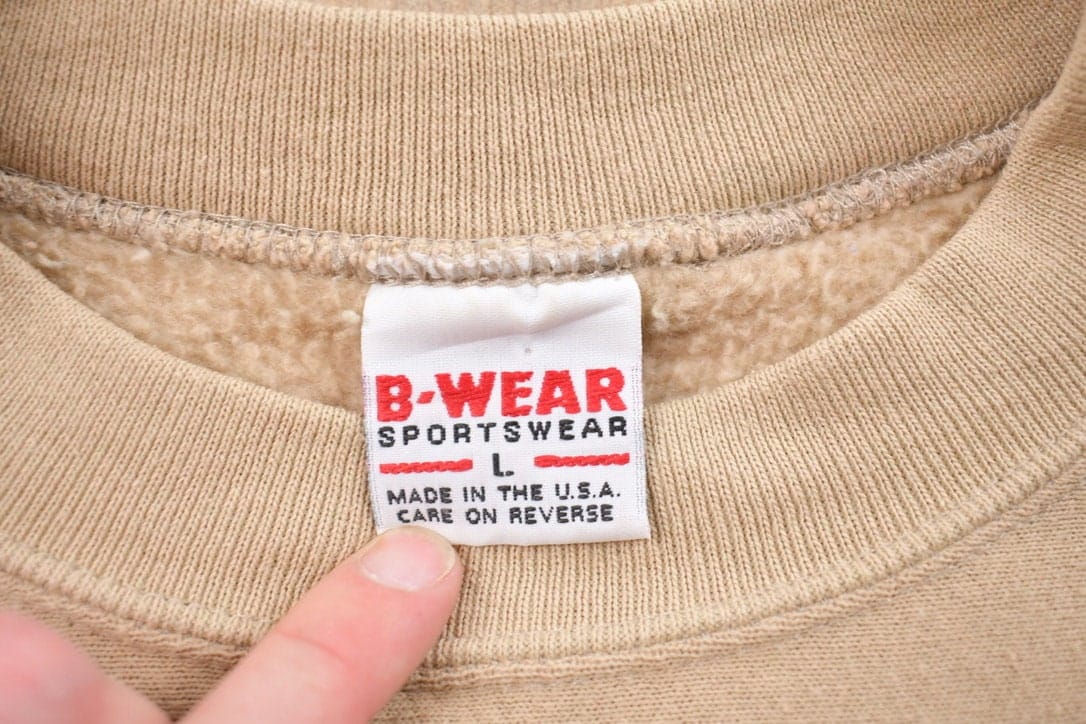 B-WEAR
SPORTSWEAR
L
MADE IN THE U.S.A.
CARE ON REVERSE